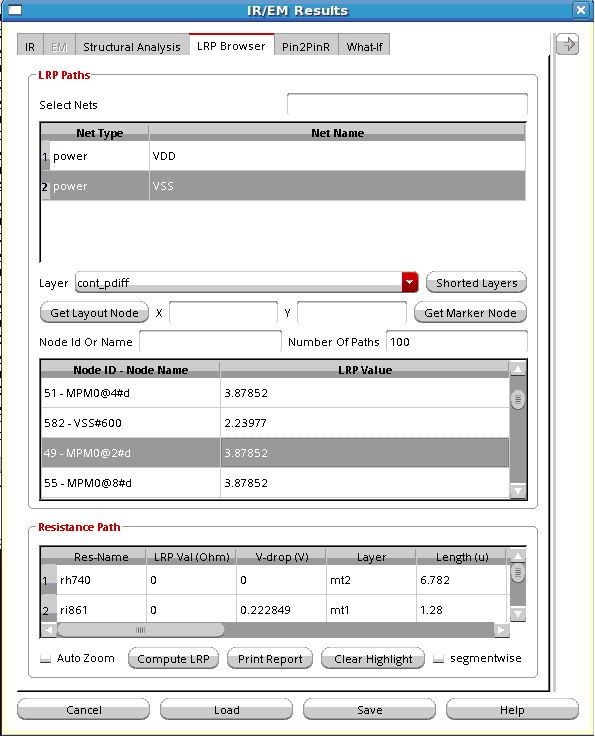 IR/EM Results
IR EM Structural Analysis LRP Browser Pin2PinR What-If
LRP Paths
Select Nets
Net Type Net Name
1 power VDD
2 power VSS
Layer cont_pdiff Shorted Layers
Get Layout Node X Y Get Marker Node
Node Id Or Name Number Of Paths 100
Node ID - Node Name LRP Value
51 - MPM0@4#d 3.87852
582 - VSS#600 2.23977
49 - MPM0@2#d 3.87852
55 - MPM0@8#d 3.87852
Resistance Path
Res-Name LRP Val (Ohm) V-drop (V) Layer Length (u)
1 rh740 0 0 mt2 6.782
2 ri861 0 0.222849 mt1 1.28
Auto Zoom Compute LRP Print Report Clear Highlight segmentwise
Cancel Load Save Help